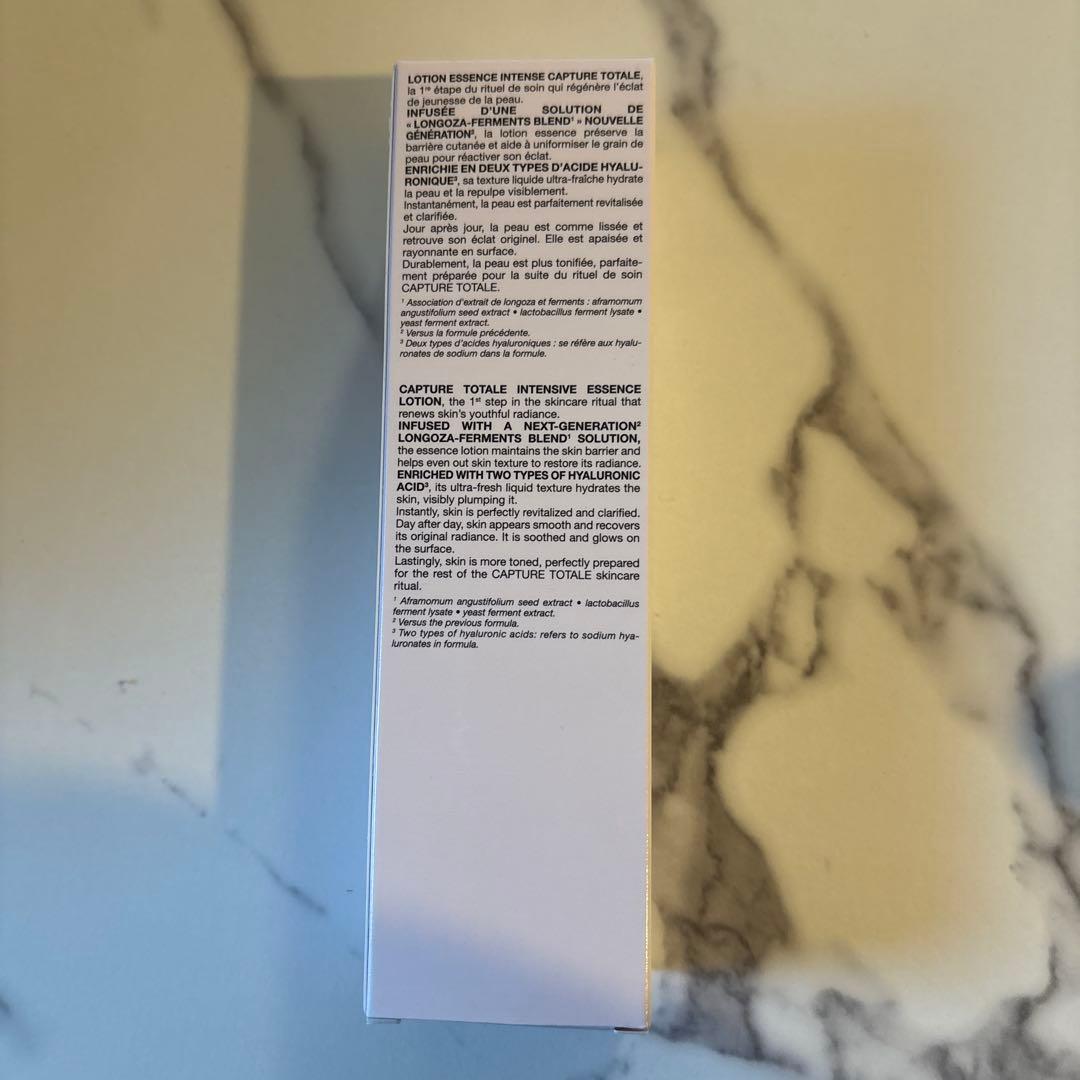 LOTION ESSENCE INTENSE CAPTURE TOTALE,
la 1re étape du rituel de soin qui régénère l'éclat
de jeunesse de la peau.
INFUSÉE D'UNE SOLUTION DE
« LONGOZA-FERMENTS BLEND¹ » NOUVELLE
GÉNÉRATION², la lotion essence préserve la
barrière cutanée et aide à uniformiser le grain de
peau pour réactiver son éclat.
ENRICHIE EN DEUX TYPES D'ACIDE HYALU-
RONIQUE³, sa texture liquide ultra-fraîche hydrate
la peau et la repulpe visiblement.
Instantanément, la peau est parfaitement revitalisée
et clarifiée.
Jour après jour, la peau est comme lissée et
retrouve son éclat originel. Elle est apaisée et
rayonnante en surface.
Durablement, la peau est plus tonifiée, parfaite-
ment préparée pour la suite du rituel de soin
CAPTURE TOTALE.
¹ Association d'extrait de longoza et ferments : aframomum
angustifolium seed extract • lactobacillus ferment lysate •
yeast ferment extract.
² Versus la formule précédente.
³ Deux types d'acides hyaluroniques : se réfère aux hyalu-
ronates de sodium dans la formule.
CAPTURE TOTALE INTENSIVE ESSENCE
LOTION, the 1st step in the skincare ritual that
renews skin's youthful radiance.
INFUSED WITH A NEXT-GENERATION²
LONGOZA-FERMENTS BLEND¹ SOLUTION,
the essence lotion maintains the skin barrier and
helps even out skin texture to restore its radiance.
ENRICHED WITH TWO TYPES OF HYALURONIC
ACID³, its ultra-fresh liquid texture hydrates the
skin, visibly plumping it.
Instantly, skin is perfectly revitalized and clarified.
Day after day, skin appears smooth and recovers
its original radiance. It is soothed and glows on
the surface.
Lastingly, skin is more toned, perfectly prepared
for the rest of the CAPTURE TOTALE skincare
ritual.
¹ Aframomum angustifolium seed extract • lactobacillus
ferment lysate • yeast ferment extract.
² Versus the previous formula.
³ Two types of hyaluronic acids: refers to sodium hya-
luronates in formula.